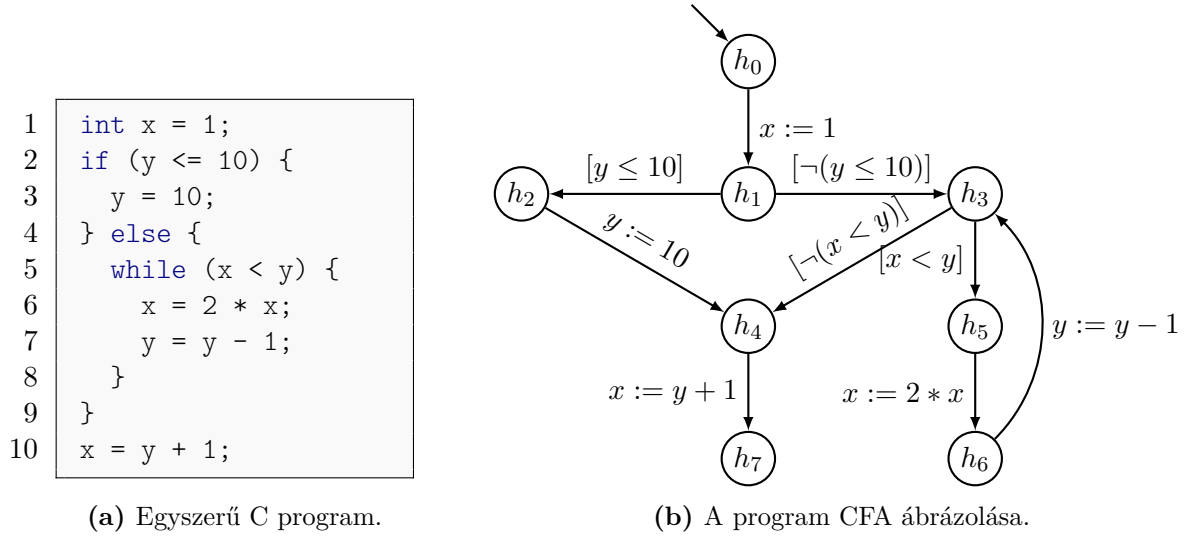 1 int x = 1;
2 if (y <= 10) {
3 y = 10;
4 } else {
5 while (x < y) {
6 x = 2 * x;
7 y = y - 1;
8 }
9 }
10 x = y + 1;
(a) Egyszerű C program.
h₀
x := 1
[y ≤ 10]
[¬(y ≤ 10)]
h₂
h₁
h₃
y := 10
[¬(x < y)]
[x < y]
h₄
h₅
y := y − 1
x := y + 1
x := 2 ∗ x
h₇
h₆
(b) A program CFA ábrázolása.